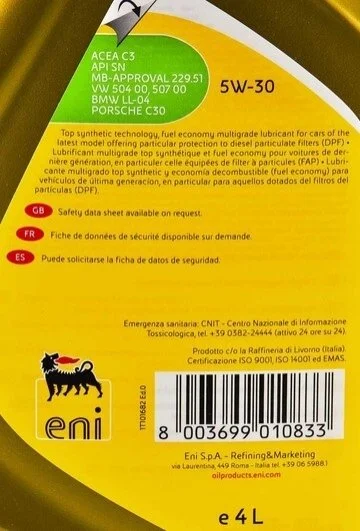 ACEA C3
API SN
MB-APPROVAL 229.51
VW 504 00, 507 00
BMW LL-04
PORSCHE C30
5W-30
Top synthetic technology, fuel economy multigrade lubricant for cars of the
latest model offering particular protection to diesel particulate filters (DPF) •
Lubrificant multigrade top synthétique et fuel economy pour voitures de der-
nière génération, en particulier celle équipées de filter à particules (FAP) • Lubri-
cante multigrado top synthetic y economía decombustible (fuel economy) para
vehículos de última generacíon, en particular para aquellos dotados del filtros del
partículas (DPF).
GB Safety data sheet available on request.
FR Fiche de données de sécurité disponible sur demande.
ES Puede solicitarse la ficha de datos de seguridad.
Emergenza sanitaria: CNIT - Centro Nazionale di Informazione
Tossicologica, tel. +39 0382-24444 (attivo 24 ore su 24).
Prodotto c/o la Raffineria di Livorno (Italia).
Certificazione ISO 9001, ISO 14001 ed EMAS.
eni
TT101682 Ed.0
8 003699 010833
Eni S.p.A. - Refining&Marketing
via Laurentina, 449 Roma - Italia tel. +39 06 5988.1
oilproducts.eni.com
e 4 L